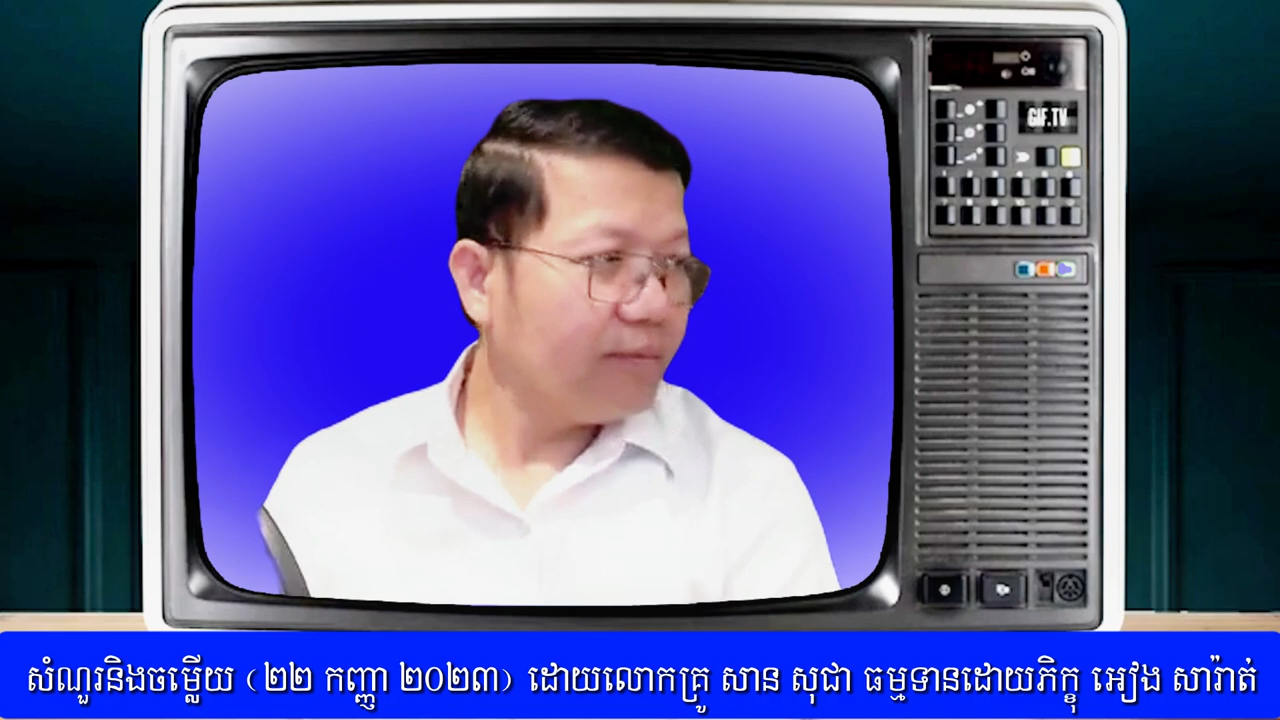 GIF.TV
សំណួរនិងចម្លើយ (២២ កញ្ញា ២០២៣) ដោយលោកគ្រូ សាន សុជា ធម្មទានដោយភិក្ខុ អៀង សារ៉ាត់